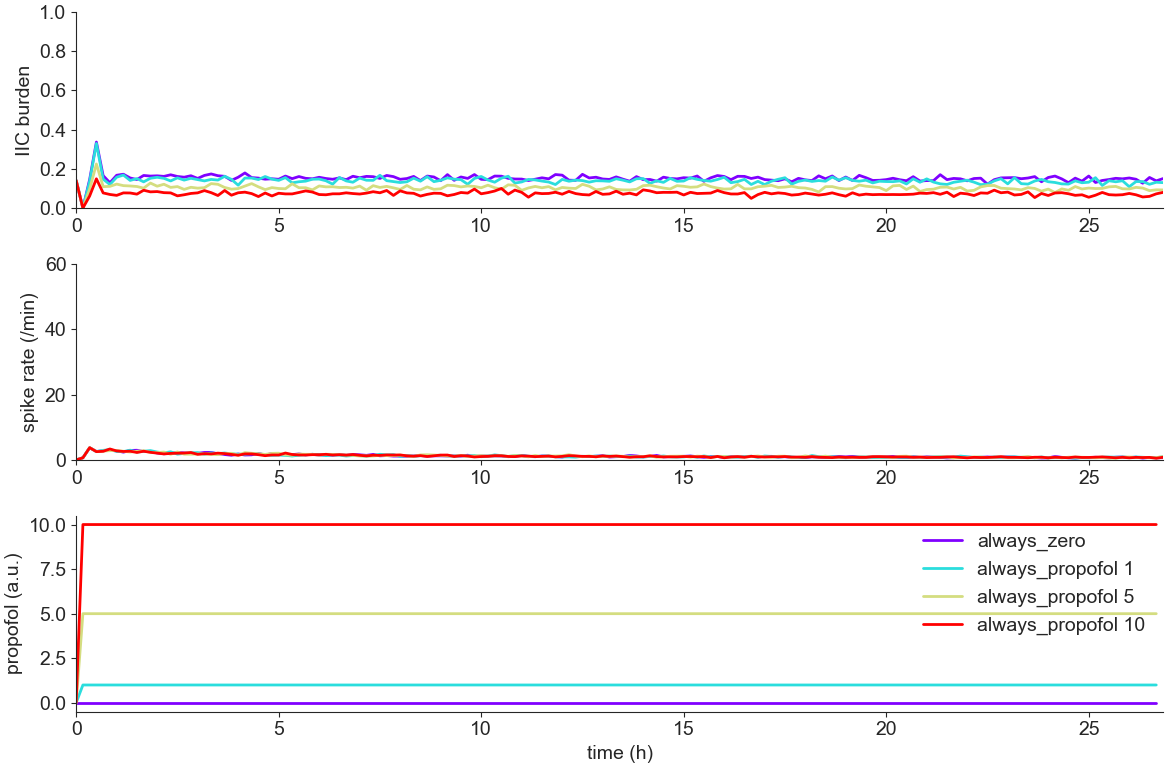 IIC burden
1.0
0.8
0.6
0.4
0.2
0.0
0 5 10 15 20 25
spike rate (/min)
60
40
20
0
0 5 10 15 20 25
propofol (a.u.)
10.0
7.5
5.0
2.5
0.0
always_zero
always_propofol 1
always_propofol 5
always_propofol 10
0 5 10 15 20 25
time (h)